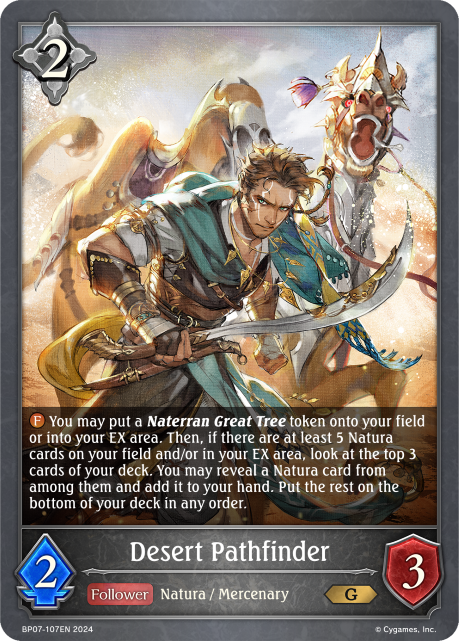 2
F You may put a Naterran Great Tree token onto your field
or into your EX area. Then, if there are at least 5 Natura
cards on your field and/or in your EX area, look at the top 3
cards of your deck. You may reveal a Natura card from
among them and add it to your hand. Put the rest on the
bottom of your deck in any order.
Desert Pathfinder
2
Follower Natura / Mercenary G
3
BP07-107EN 2024 © Cygames, Inc.